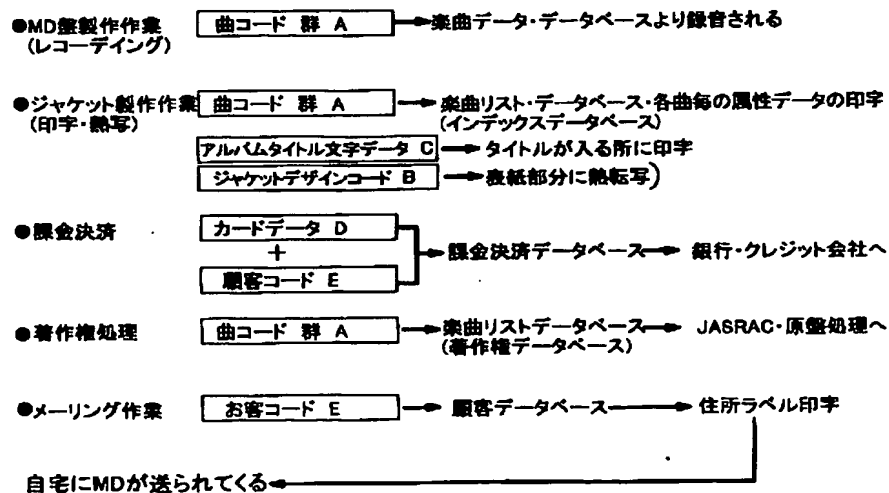 ●MD盤製作作業 曲コード 群 A 楽曲データ・データベースより録音される
(レコーデイング)
●ジャケット製作作業 曲コード 群 A 楽曲リスト・データベース・各曲毎の属性データの印字
(印字・熱写) (インデックスデータベース)
アルバムタイトル文字データ C タイトルが入る所に印字
ジャケットデザインコード B 表紙部分に熱転写)
●課金決済 カードデータ D
+ 課金決済データベース 銀行・クレジット会社へ
顧客コード E
●著作権処理 曲コード 群 A 楽曲リストデータベース JASRAC・原盤処理へ
(著作権データベース)
●メーリング作業 お客コード E 顧客データベース 住所ラベル印字
自宅にMDが送られてくる